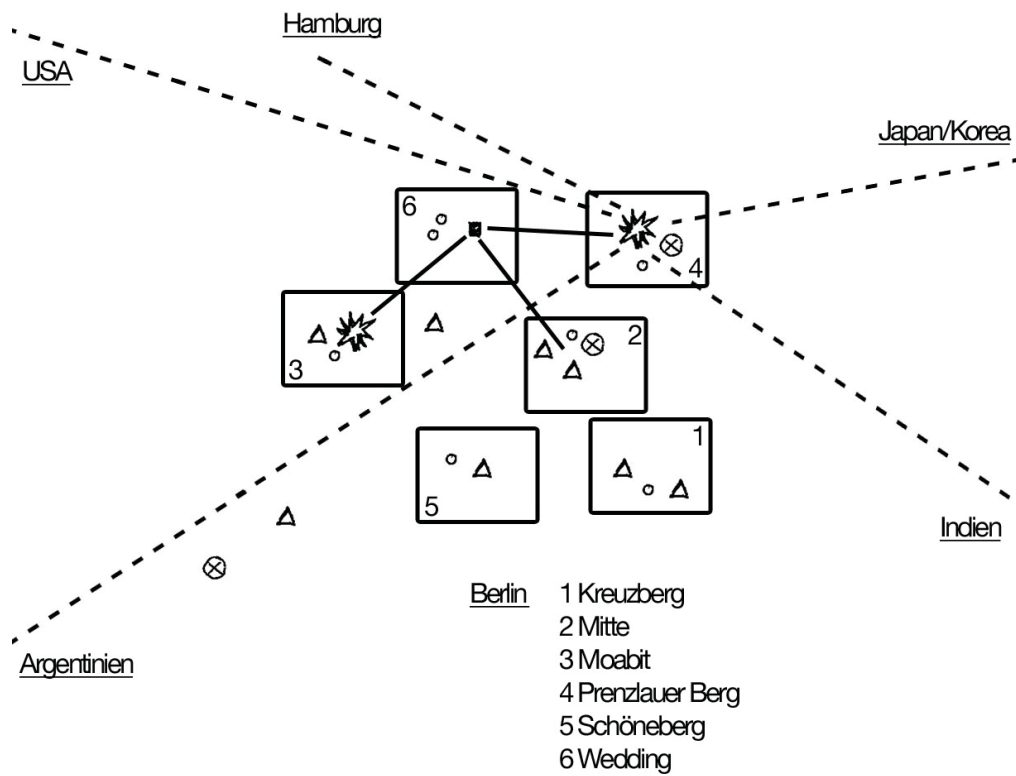 Hamburg
USA
Japan/Korea
6
4
3
2
5
1
Indien
Argentinien
Berlin
1 Kreuzberg
2 Mitte
3 Moabit
4 Prenzlauer Berg
5 Schöneberg
6 Wedding